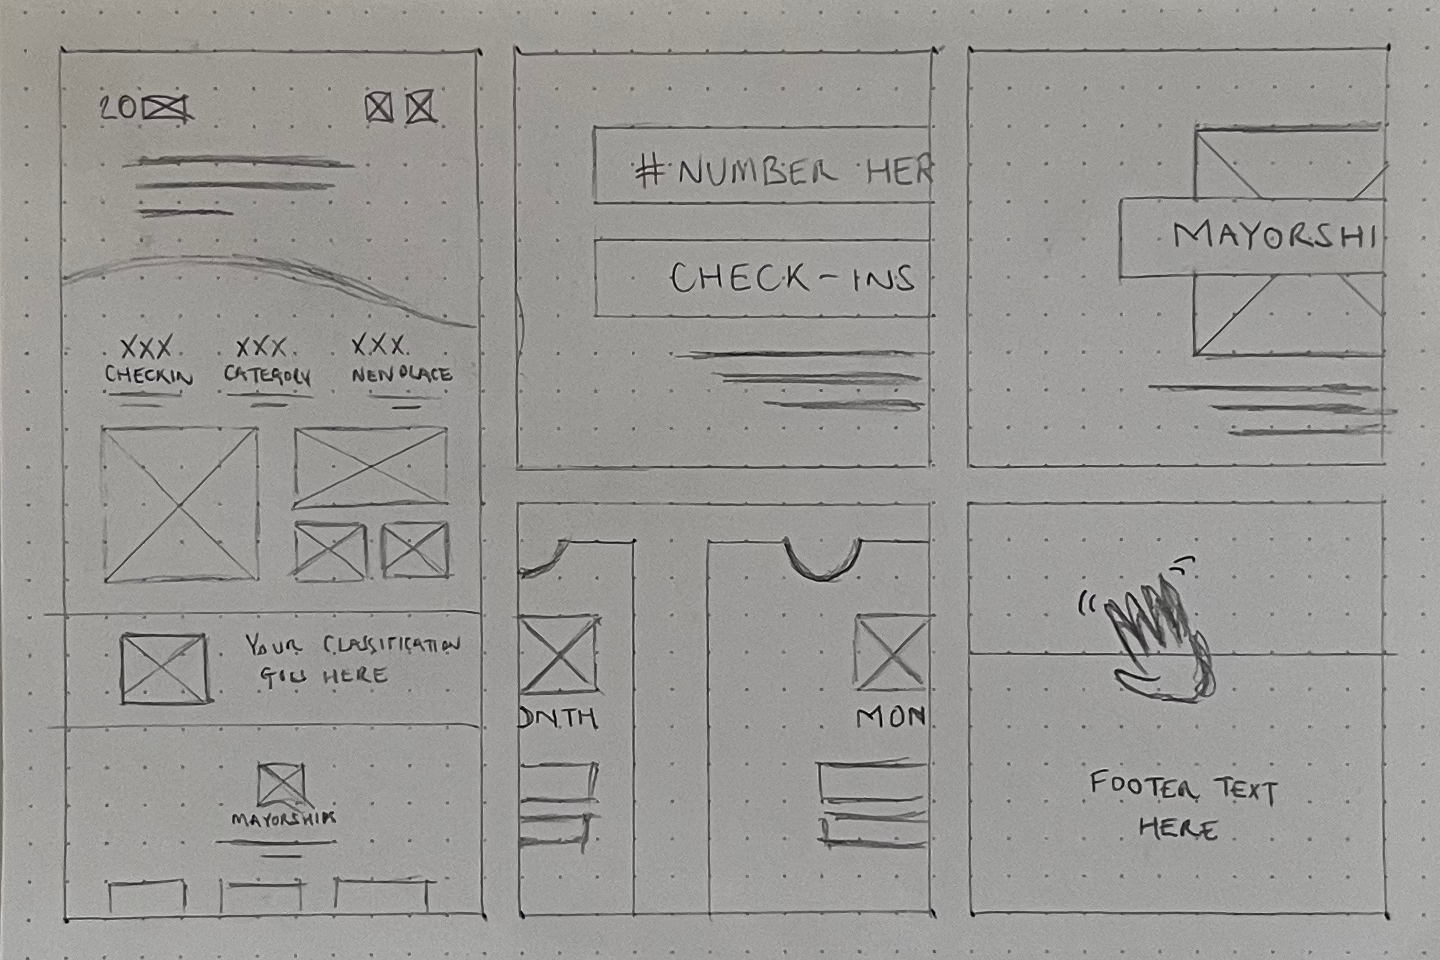 20
XXX. XXX. XXX.
CHECKIN CATEGORY NEW PLACE
YOUR CLASSIFICATION
GOES HERE
MAYORSHIPS
# NUMBER HER
CHECK-INS
MAYORSHI
ONTH MON
FOOTER TEXT
HERE